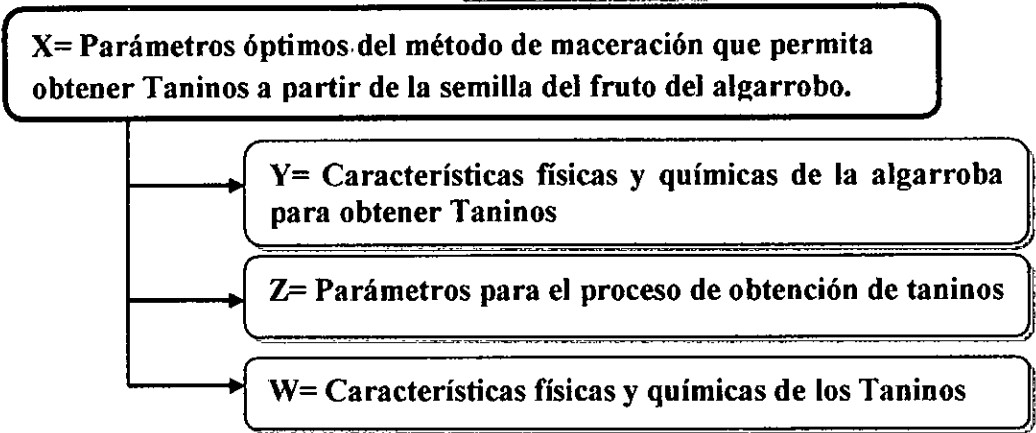 X= Parámetros óptimos del método de maceración que permita
obtener Taninos a partir de la semilla del fruto del algarrobo.
Y= Características físicas y químicas de la algarroba
para obtener Taninos
Z= Parámetros para el proceso de obtención de taninos
W= Características físicas y químicas de los Taninos